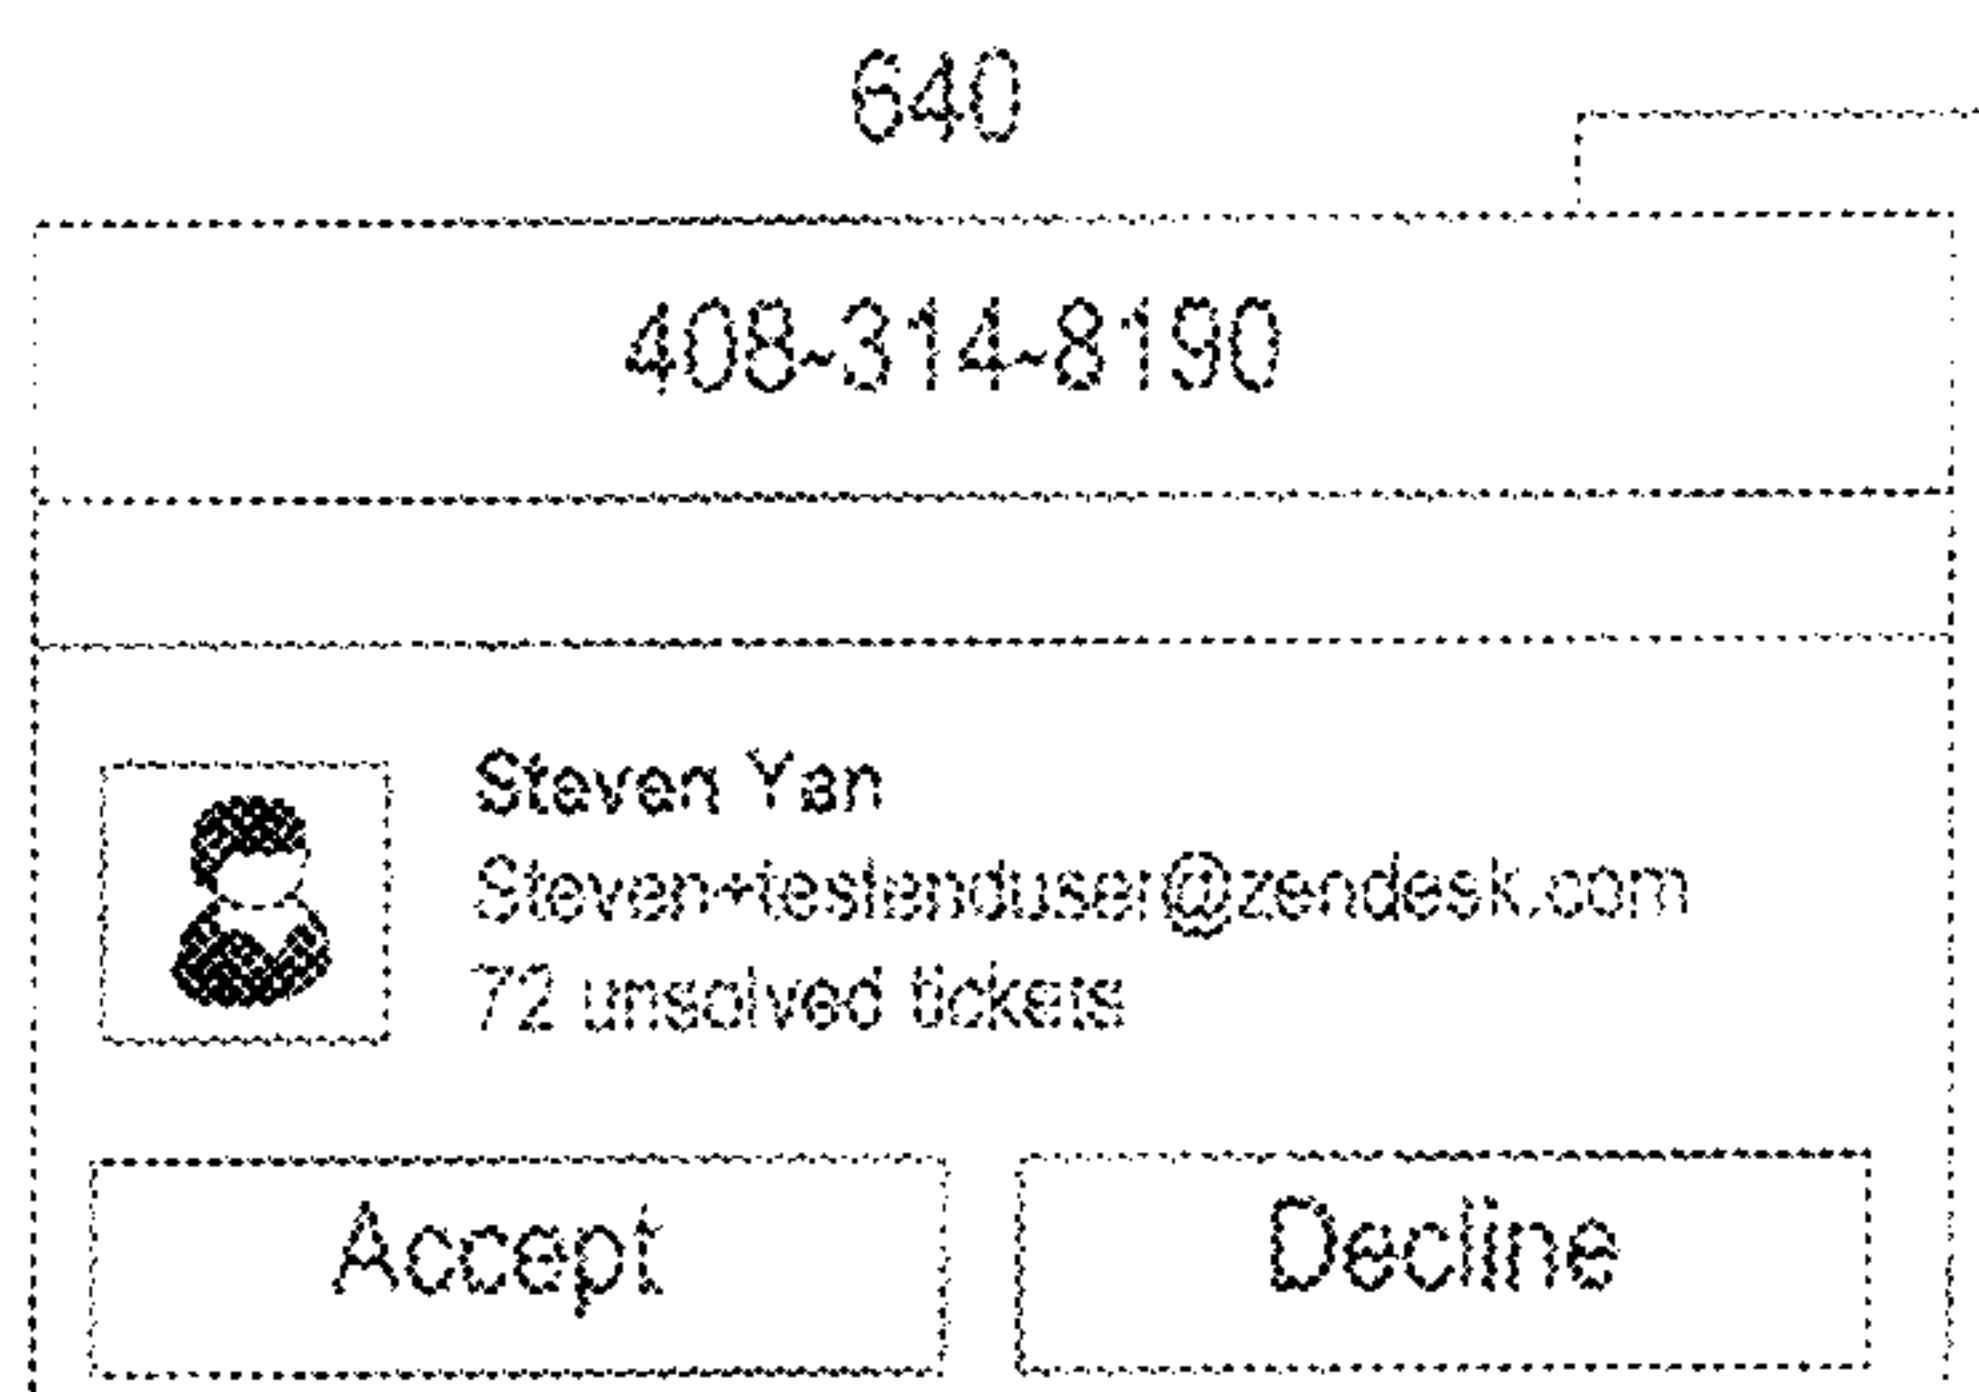 640
408-314-8190
Steven Yan
Steven+testenduser@zendesk.com
72 unsolved tickets
Accept
Decline